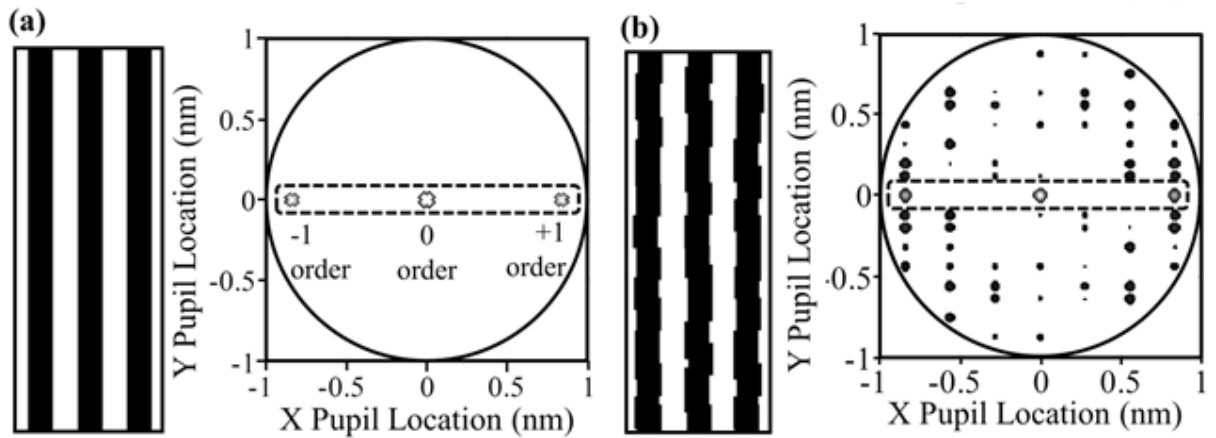 (a)
Y Pupil Location (nm)
1
0.5
0
-0.5
-1
-1 0 +1
order order order
-1 -0.5 0 0.5 1
X Pupil Location (nm)
(b)
Y Pupil Location (nm)
1
0.5
0
-0.5
-1
-1 -0.5 0 0.5 1
X Pupil Location (nm)